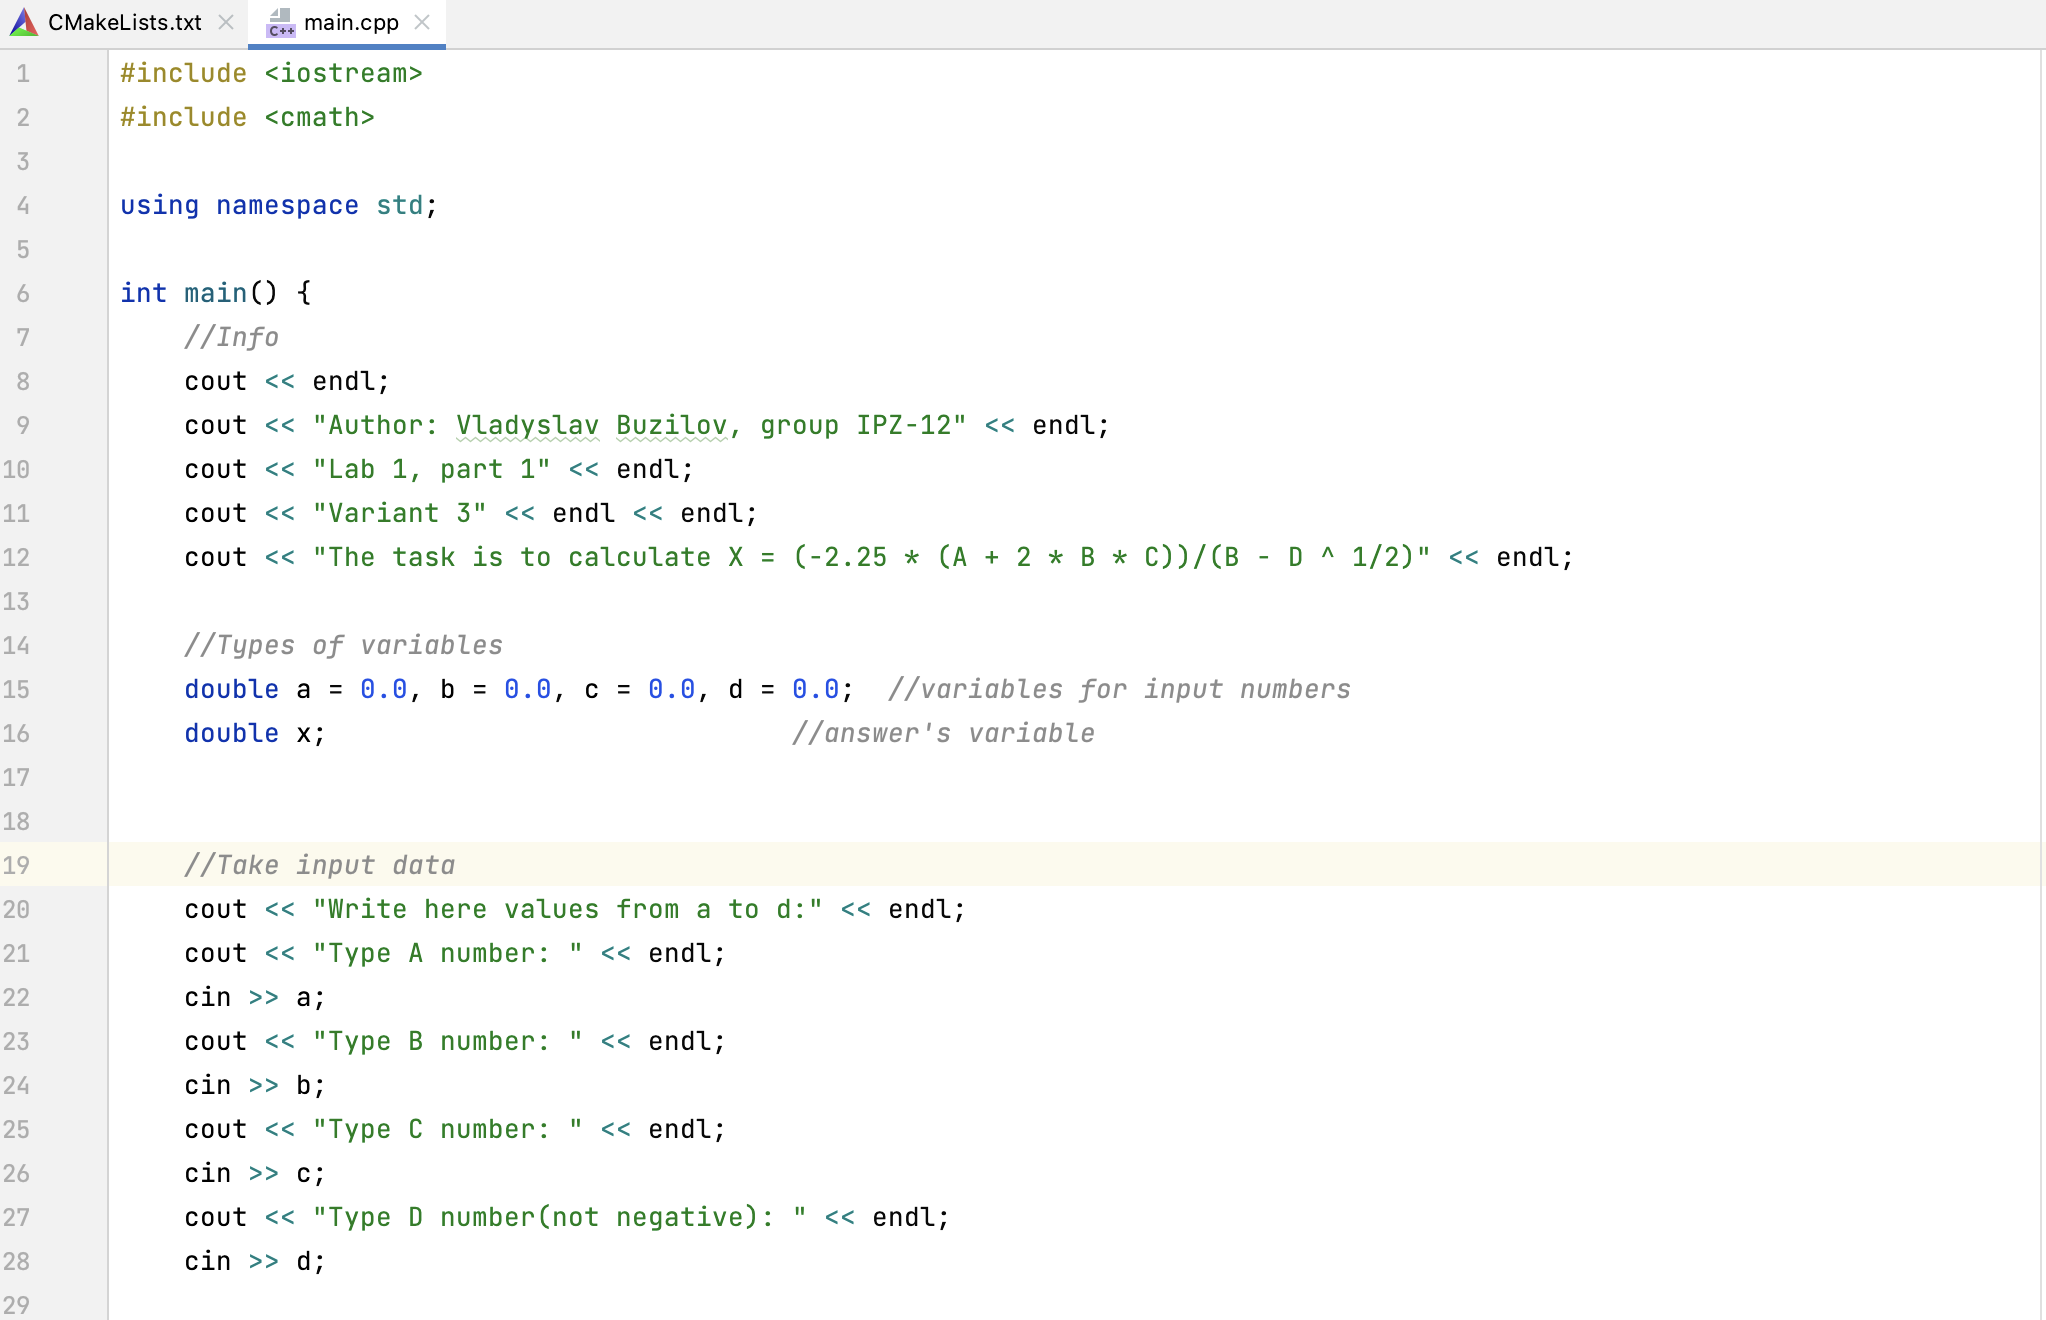 CMakeLists.txt main.cpp
1 #include <iostream>
2 #include <cmath>
3
4 using namespace std;
5
6 int main() {
7 //Info
8 cout << endl;
9 cout << "Author: Vladyslav Buzilov, group IPZ-12" << endl;
10 cout << "Lab 1, part 1" << endl;
11 cout << "Variant 3" << endl << endl;
12 cout << "The task is to calculate X = (-2.25 * (A + 2 * B * C))/(B - D ^ 1/2)" << endl;
13
14 //Types of variables
15 double a = 0.0, b = 0.0, c = 0.0, d = 0.0; //variables for input numbers
16 double x; //answer's variable
17
18
19 //Take input data
20 cout << "Write here values from a to d:" << endl;
21 cout << "Type A number: " << endl;
22 cin >> a;
23 cout << "Type B number: " << endl;
24 cin >> b;
25 cout << "Type C number: " << endl;
26 cin >> c;
27 cout << "Type D number(not negative): " << endl;
28 cin >> d;
29